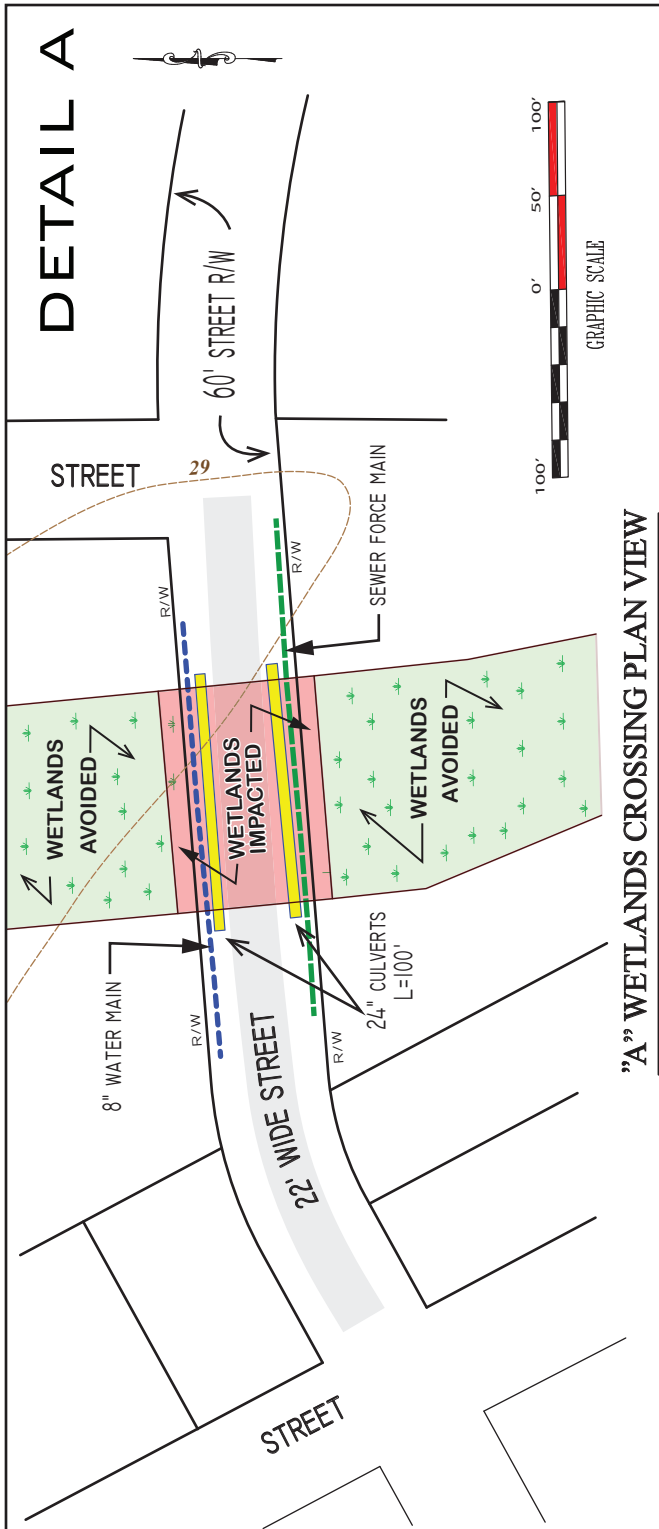 DETAIL A
STREET
29
60' STREET R/W
R/W
R/W
8" WATER MAIN
WETLANDS
AVOIDED
WETLANDS
IMPACTED
WETLANDS
AVOIDED
SEWER FORCE MAIN
R/W
R/W
24" CULVERTS
L=100'
22' WIDE STREET
STREET
100'
0'
50'
100'
GRAPHIC SCALE
"A" WETLANDS CROSSING PLAN VIEW